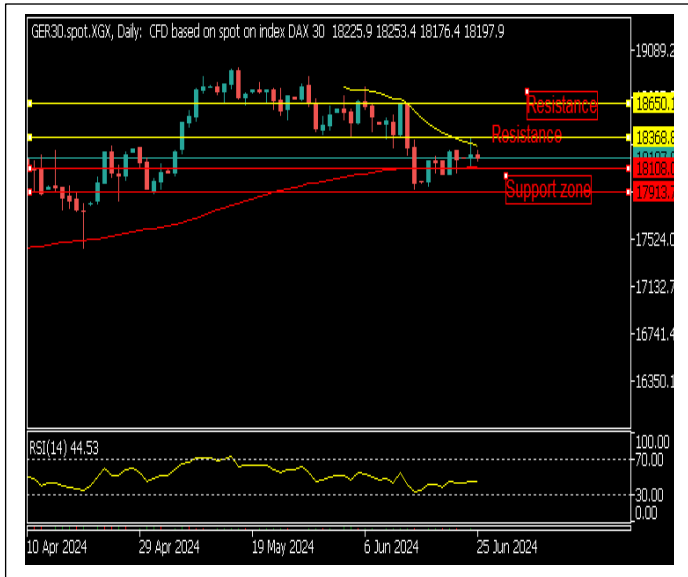 GER30.spot.XGX, Daily: CFD based on spot on index DAX 30 18225.9 18253.4 18176.4 18197.9
19089.2
Resistance
18650.1
Resistance
18368.8
18108.0
Support zone
17913.7
17524.0
17132.7
16741.4
16350.1
RSI(14) 44.53
100.00
70.00
30.00
0.00
10 Apr 2024 29 Apr 2024 19 May 2024 6 Jun 2024 25 Jun 2024